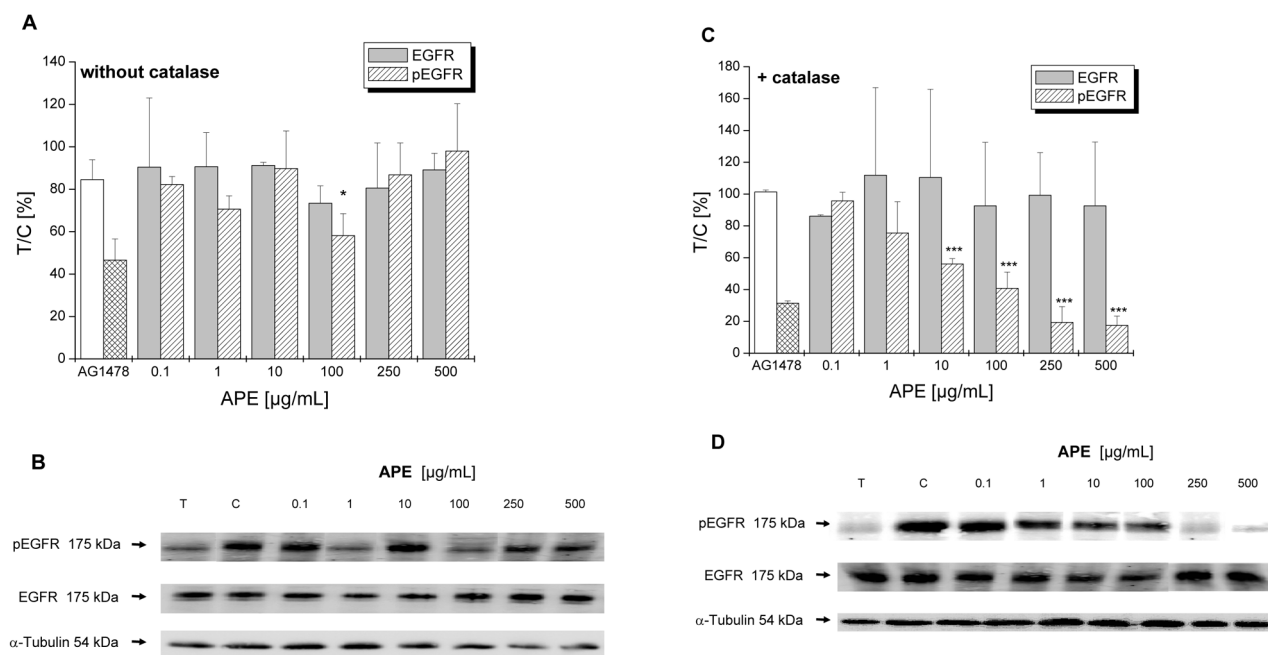 A
without catalase
EGFR
pEGFR
T/C [%]
140
120
100
80
60
40
20
0
*
AG1478 0.1 1 10 100 250 500
APE [µg/mL]
B
APE [µg/mL]
T C 0.1 1 10 100 250 500
pEGFR 175 kDa
EGFR 175 kDa
α-Tubulin 54 kDa
C
+ catalase
EGFR
pEGFR
T/C [%]
180
160
140
120
100
80
60
40
20
0
*** *** *** ***
AG1478 0.1 1 10 100 250 500
APE [µg/mL]
D
APE [µg/mL]
T C 0.1 1 10 100 250 500
pEGFR 175 kDa
EGFR 175 kDa
α-Tubulin 54 kDa